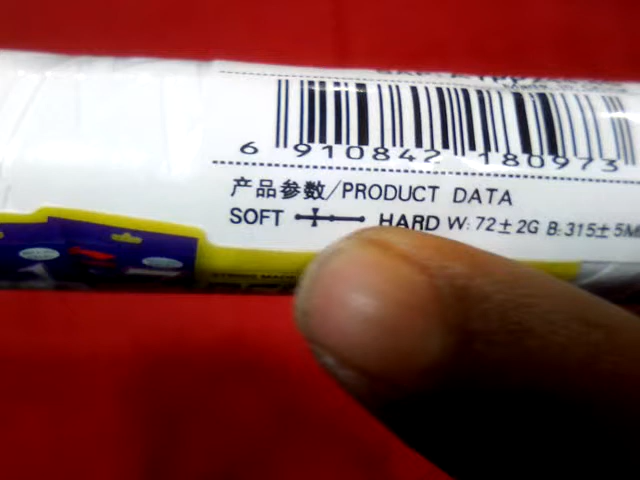 6 910842 180973
产品参数/PRODUCT DATA
SOFT HARD W: 72±2G B: 315±5M